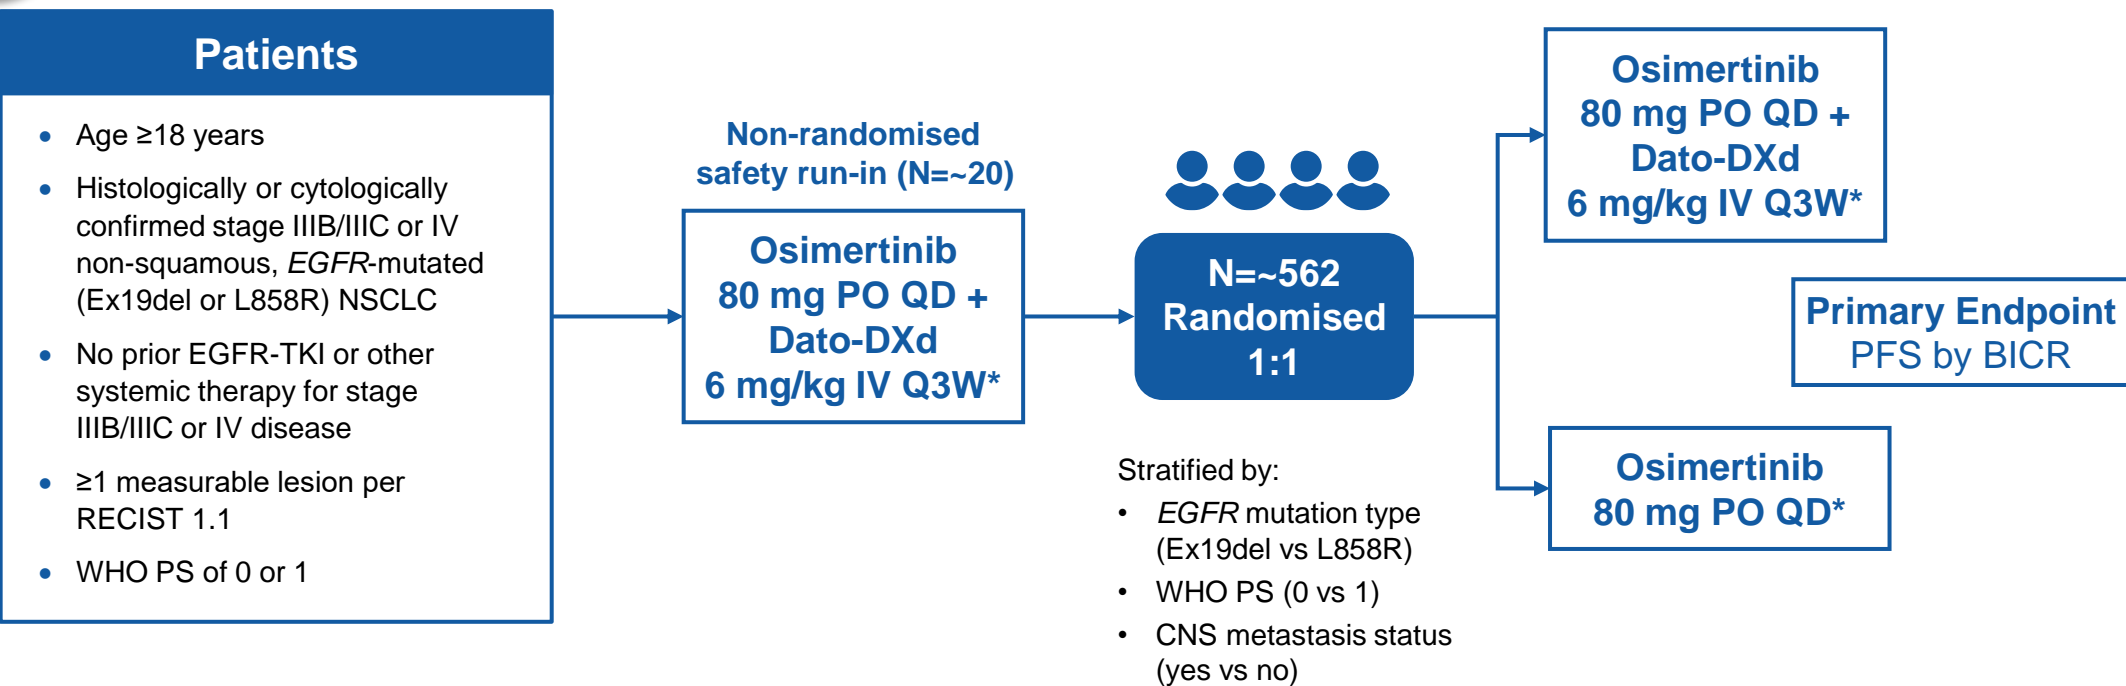 Patients
• Age ≥18 years
• Histologically or cytologically
confirmed stage IIIB/IIIC or IV
non-squamous, EGFR-mutated
(Ex19del or L858R) NSCLC
• No prior EGFR-TKI or other
systemic therapy for stage
IIIB/IIIC or IV disease
• ≥1 measurable lesion per
RECIST 1.1
• WHO PS of 0 or 1
Non-randomised
safety run-in (N=~20)
Osimertinib
80 mg PO QD +
Dato-DXd
6 mg/kg IV Q3W*
N=~562
Randomised
1:1
Stratified by:
• EGFR mutation type
(Ex19del vs L858R)
• WHO PS (0 vs 1)
• CNS metastasis status
(yes vs no)
Osimertinib
80 mg PO QD +
Dato-DXd
6 mg/kg IV Q3W*
Osimertinib
80 mg PO QD*
Primary Endpoint
PFS by BICR